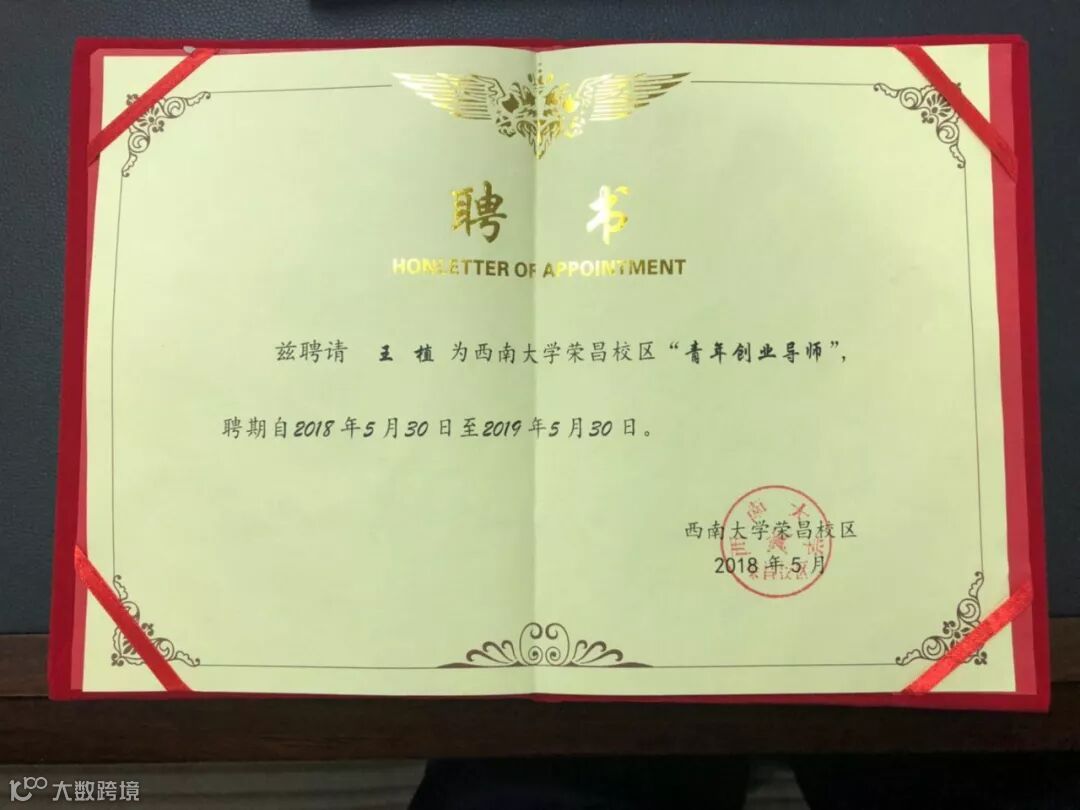 聘 书
HONLETTER OF APPOINTMENT
兹聘请 王 植 为西南大学荣昌校区“青年创业导师”，
聘期自2018年5月30日至2019年5月30日。
西南大学荣昌校区
2018年5月
大数跨境